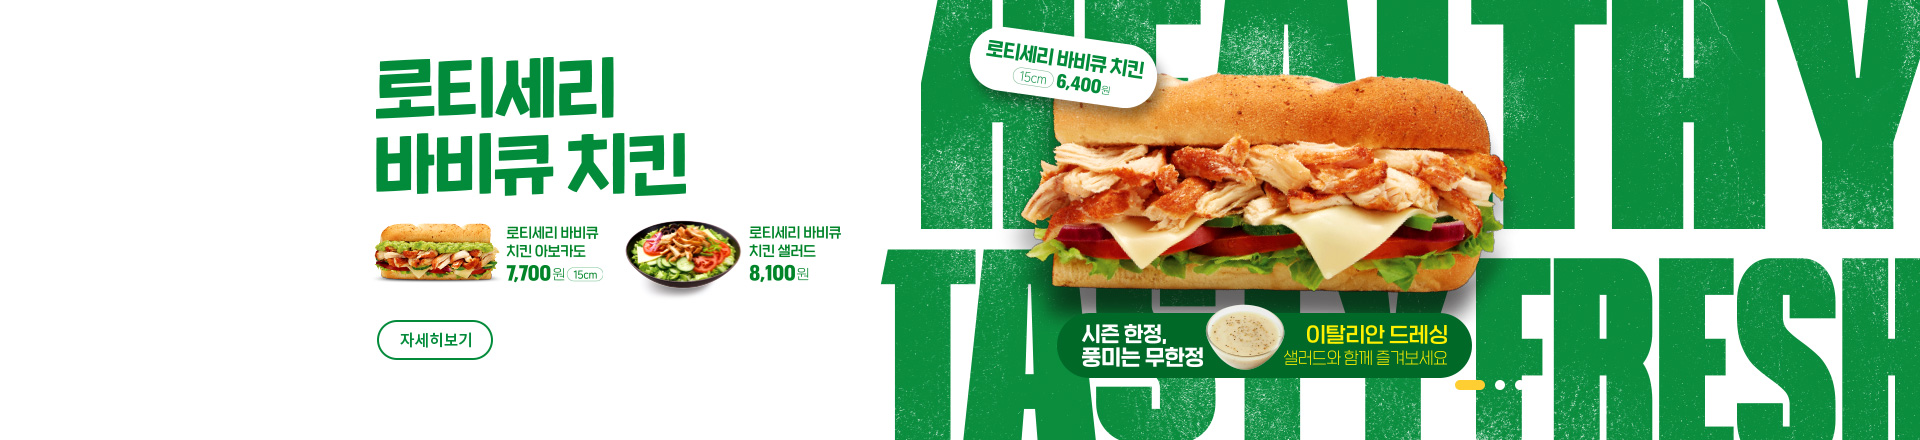 로티세리
바비큐 치킨
로티세리 바비큐
치킨 아보카도
7,700원 15cm
로티세리 바비큐
치킨 샐러드
8,100원
자세히보기
HEALTHY
로티세리 바비큐 치킨
15cm 6,400원
TASTY FRESH
시즌 한정,
풍미는 무한정
이탈리안 드레싱
샐러드와 함께 즐겨보세요